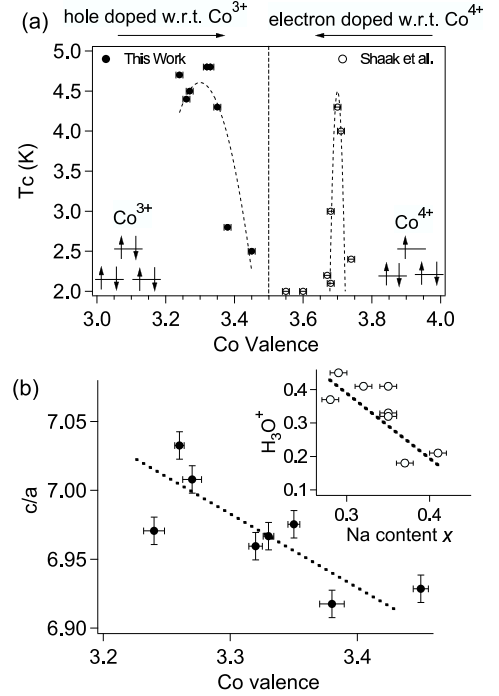 (a)
hole doped w.r.t. Co3+
electron doped w.r.t. Co4+
This Work
Shaak et al.
5.0
4.5
4.0
3.5
3.0
2.5
2.0
Tc (K)
Co3+
Co4+
3.0
3.2
3.4
3.6
3.8
4.0
Co Valence
(b)
7.05
7.00
6.95
6.90
c/a
3.2
3.3
3.4
Co valence
0.4
0.3
0.2
0.1
H3O+
0.3
0.4
Na content x